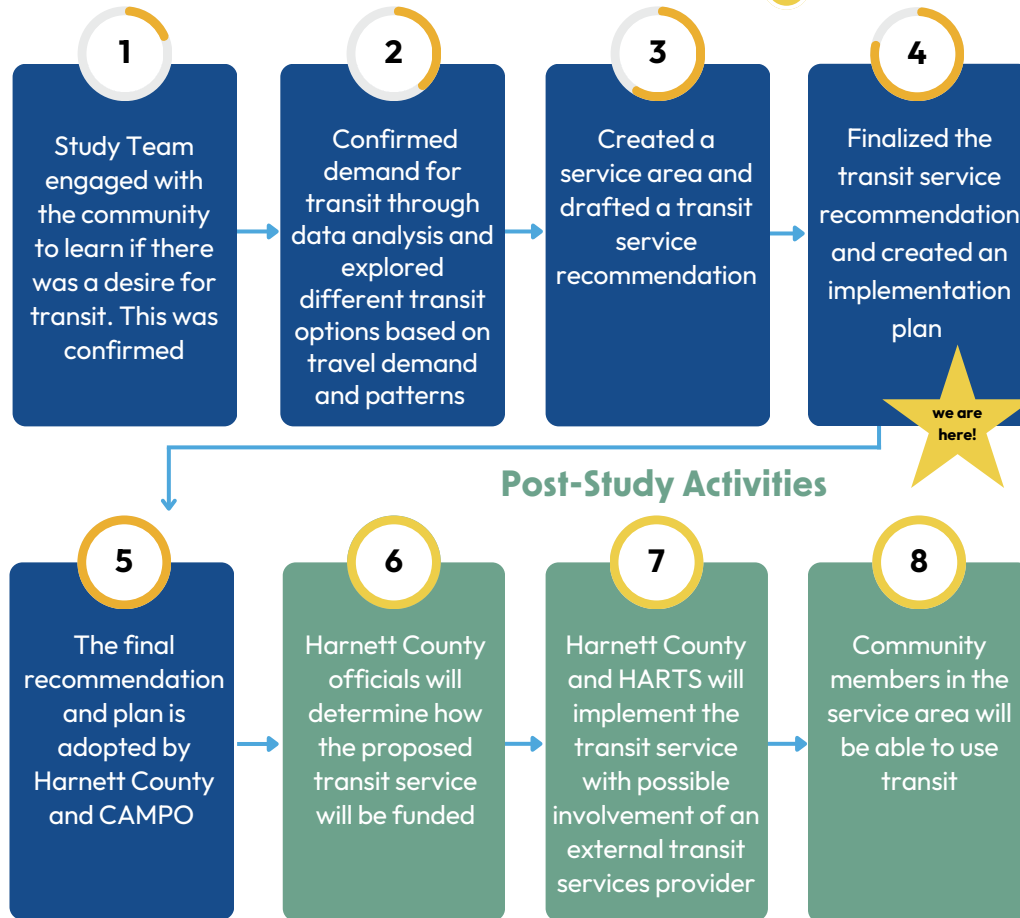 1
Study Team
engaged with
the community
to learn if there
was a desire for
transit. This was
confirmed
2
Confirmed
demand for
transit through
data analysis and
explored
different transit
options based on
travel demand
and patterns
3
Created a
service area and
drafted a transit
service
recommendation
4
Finalized the
transit service
recommendation
and created an
implementation
plan
we are
here!
Post-Study Activities
5
The final
recommendation
and plan is
adopted by
Harnett County
and CAMPO
6
Harnett County
officials will
determine how
the proposed
transit service
will be funded
7
Harnett County
and HARTS will
implement the
transit service
with possible
involvement of an
external transit
services provider
8
Community
members in the
service area will
be able to use
transit